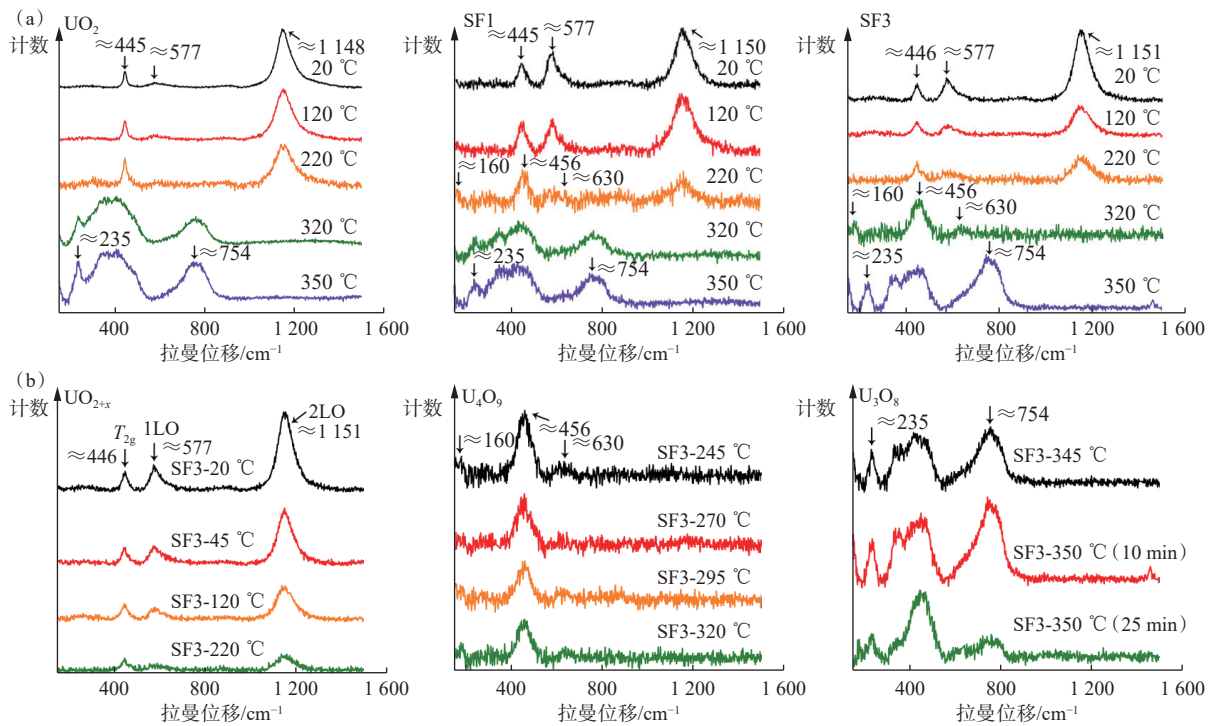 (a)
UO2
计数
≈445
≈577
≈1 148
20 ℃
120 ℃
220 ℃
320 ℃
≈235
≈754
350 ℃
400
800
1 200
1 600
拉曼位移/cm⁻¹
SF1
计数
≈445
≈577
≈1 150
20 ℃
120 ℃
≈160
≈456
≈630
220 ℃
320 ℃
≈235
≈754
350 ℃
400
800
1 200
1 600
拉曼位移/cm⁻¹
SF3
计数
≈446
≈577
≈1 151
20 ℃
120 ℃
220 ℃
≈160
≈456
≈630
320 ℃
≈235
≈754
350 ℃
400
800
1 200
1 600
拉曼位移/cm⁻¹
(b)
UO2+x
计数
T2g
1LO
2LO
≈446
≈577
≈1 151
SF3-20 ℃
SF3-45 ℃
SF3-120 ℃
SF3-220 ℃
400
800
1 200
1 600
拉曼位移/cm⁻¹
U4O9
计数
≈160
≈456
≈630
SF3-245 ℃
SF3-270 ℃
SF3-295 ℃
SF3-320 ℃
400
800
1 200
1 600
拉曼位移/cm⁻¹
U3O8
计数
≈235
≈754
SF3-345 ℃
SF3-350 ℃ (10 min)
SF3-350 ℃ (25 min)
400
800
1 200
1 600
拉曼位移/cm⁻¹